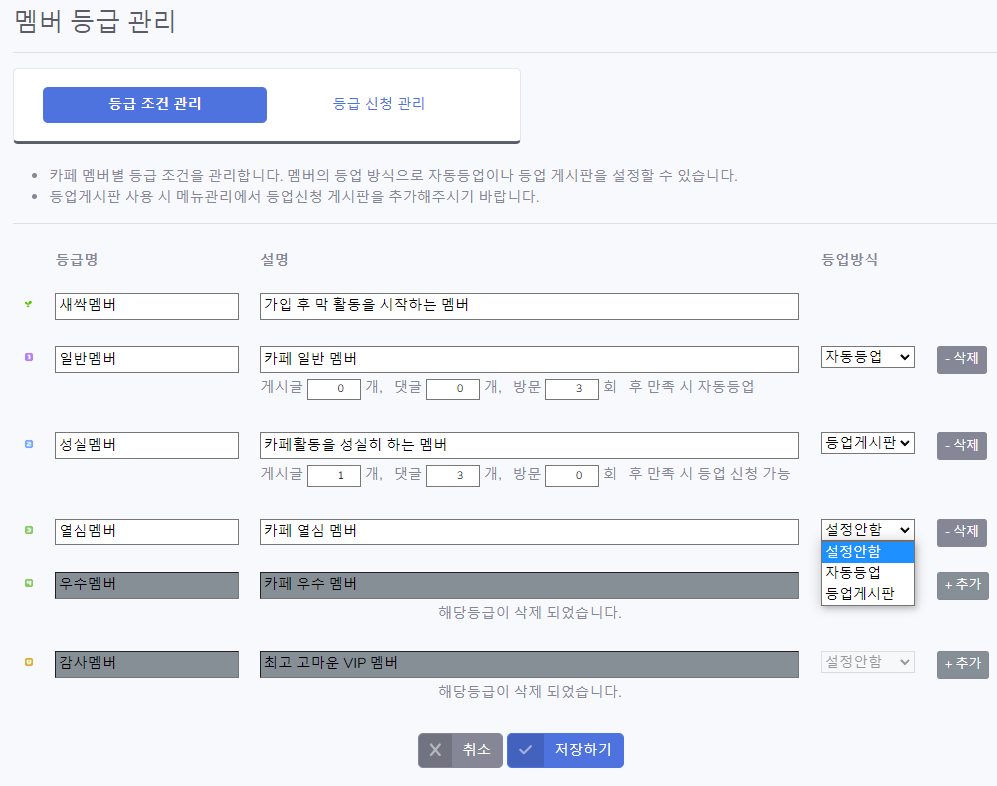 멤버 등급 관리
등급 조건 관리 등급 신청 관리
카페 멤버별 등급 조건을 관리합니다. 멤버의 등업 방식으로 자동등업이나 등업 게시판을 설정할 수 있습니다.
등업게시판 사용 시 메뉴관리에서 등업신청 게시판을 추가해주시기 바랍니다.
등급명 설명 등업방식
새싹멤버 가입 후 막 활동을 시작하는 멤버
1 일반멤버 카페 일반 멤버 자동등업 - 삭제
게시글 0 개, 댓글 0 개, 방문 3 회 후 만족 시 자동등업
2 성실멤버 카페활동을 성실히 하는 멤버 등업게시판 - 삭제
게시글 1 개, 댓글 3 개, 방문 0 회 후 만족 시 등업 신청 가능
3 열심멤버 카페 열심 멤버 설정안함 - 삭제
설정안함
자동등업
등업게시판
4 우수멤버 카페 우수 멤버 + 추가
해당등급이 삭제 되었습니다.
감사멤버 최고 고마운 VIP 멤버 설정안함 + 추가
해당등급이 삭제 되었습니다.
취소 저장하기